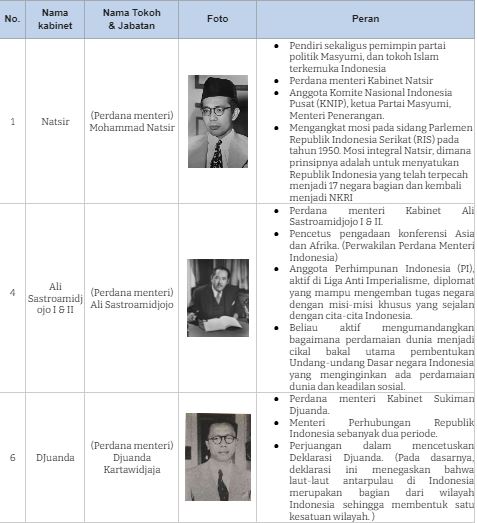 No.
Nama
kabinet
Nama Tokoh
& Jabatan
Foto
Peran
1
Natsir
(Perdana menteri)
Mohammad Natsir
● Pendiri sekaligus pemimpin partai
politik Masyumi, dan tokoh Islam
terkemuka Indonesia
● Perdana menteri Kabinet Natsir
● Anggota Komite Nasional Indonesia
Pusat (KNIP), ketua Partai Masyumi,
Menteri Penerangan.
● Mengangkat mosi pada sidang Parlemen
Republik Indonesia Serikat (RIS) pada
tahun 1950. Mosi integral Natsir, dimana
prinsipnya adalah untuk menyatukan
Republik Indonesia yang telah terpecah
menjadi 17 negara bagian dan kembali
menjadi NKRI
4
Ali
Sastroamidj
ojo I & II
(Perdana menteri)
Ali Sastroamidjojo
● Perdana menteri Kabinet Ali
Sastroamidjojo I & II.
● Pencetus pengadaan konferensi Asia
dan Afrika. (Perwakilan Perdana Menteri
Indonesia)
● Anggota Perhimpunan Indonesia (PI),
aktif di Liga Anti Imperialisme, diplomat
yang mampu mengemban tugas negara
dengan misi-misi khusus yang sejalan
dengan cita-cita Indonesia.
● Beliau aktif mengumandangkan
bagaimana perdamaian dunia menjadi
cikal bakal utama pembentukan
Undang-undang Dasar negara Indonesia
yang menginginkan ada perdamaian
dunia dan keadilan sosial.
6
DJuanda
(Perdana menteri)
Djuanda
Kartawidjaja
● Perdana menteri Kabinet Sukiman
Djuanda.
● Menteri Perhubungan Republik
Indonesia sebanyak dua periode.
● Perjuangan dalam mencetuskan
Deklarasi Djuanda. (Pada dasarnya,
deklarasi ini menegaskan bahwa
laut-laut antarpulau di Indonesia
merupakan bagian dari wilayah
Indonesia sehingga membentuk satu
kesatuan wilayah. )